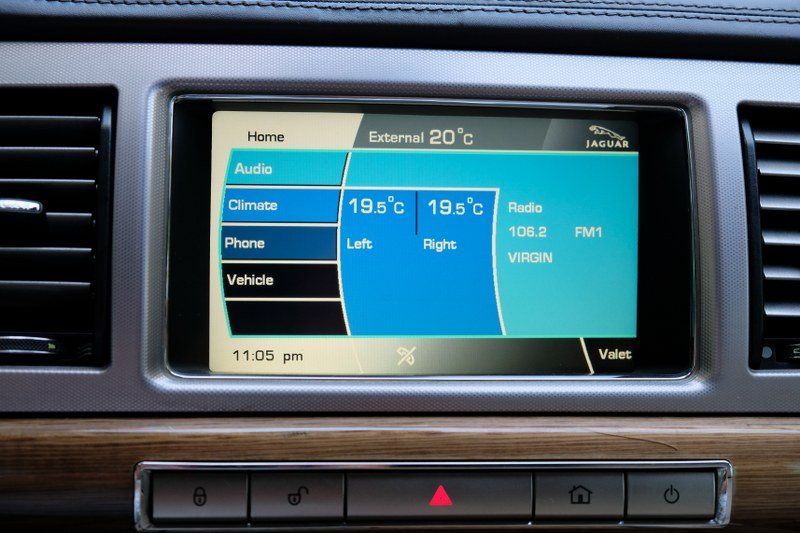 Home
External 20°C
JAGUAR
Audio
Climate
Phone
Vehicle
19.5°C
19.5°C
Left
Right
Radio
106.2 FM1
VIRGIN
11:05 pm
Valet